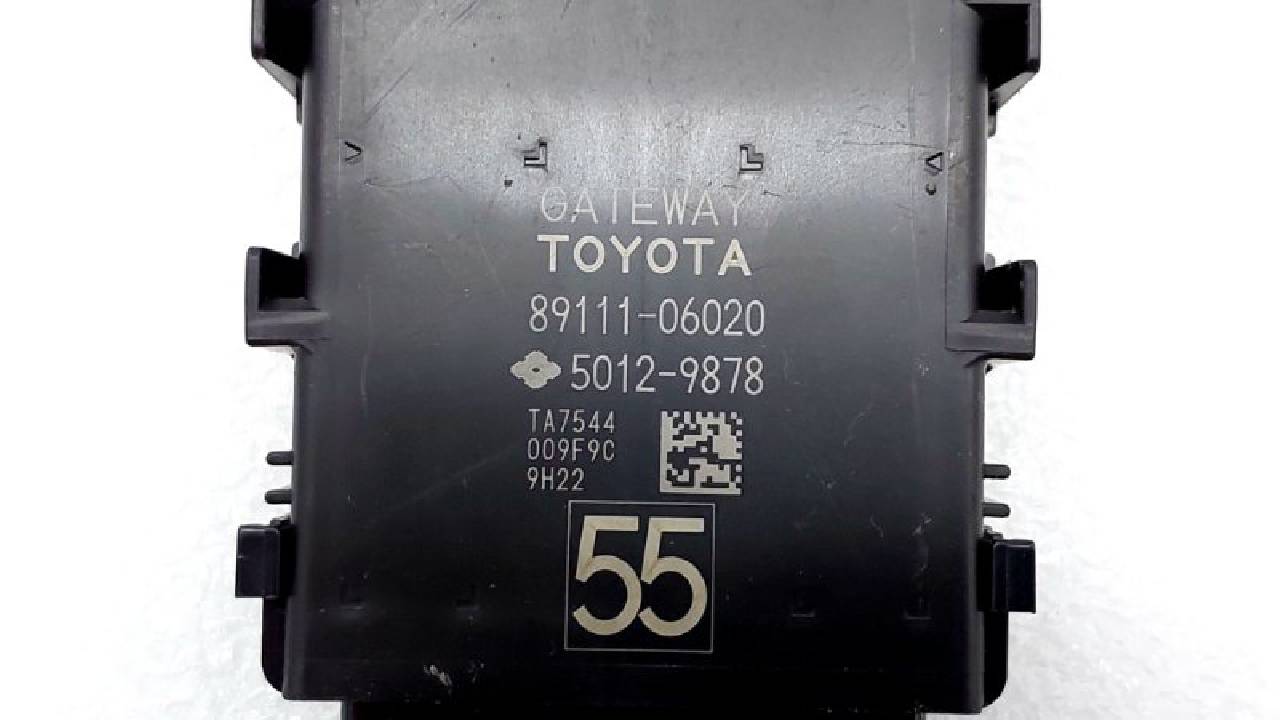 GATEWAY
TOYOTA
89111-06020
5012-9878
TA7544
009F9C
9H22
55